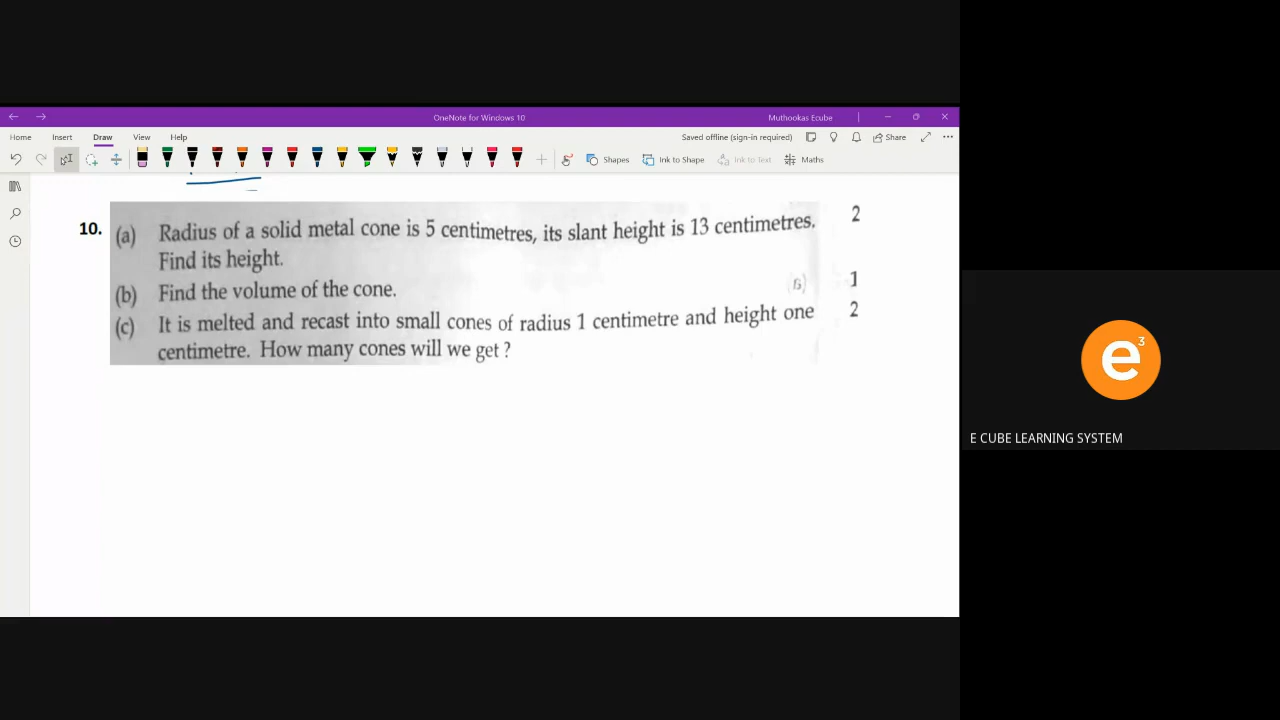 OneNote for Windows 10
Muthookas Ecube
Home Insert Draw View Help
Saved offline (sign-in required)
Share
Shapes
Ink to Shape
Ink to Text
Maths
10.
(a) Radius of a solid metal cone is 5 centimetres, its slant height is 13 centimetres. 2
Find its height.
(b) Find the volume of the cone. 1
(c) It is melted and recast into small cones of radius 1 centimetre and height one 2
centimetre. How many cones will we get ?
e3
E CUBE LEARNING SYSTEM